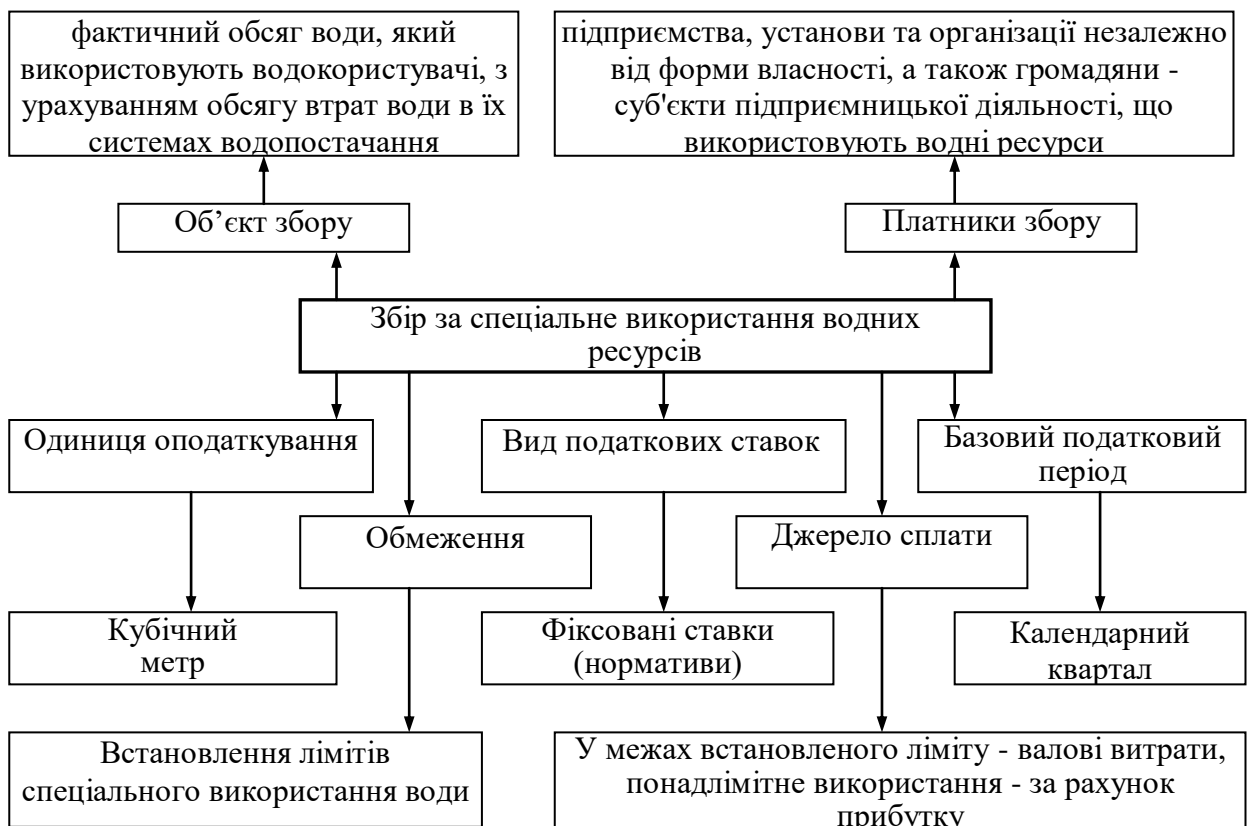 фактичний обсяг води, який
використовують водокористувачі, з
урахуванням обсягу втрат води в їх
системах водопостачання
підприємства, установи та організації незалежно
від форми власності, а також громадяни -
суб'єкти підприємницької діяльності, що
використовують водні ресурси
Об’єкт збору
Платники збору
Збір за спеціальне використання водних
ресурсів
Одиниця оподаткування
Вид податкових ставок
Базовий податковий
період
Обмеження
Джерело сплати
Кубічний
метр
Фіксовані ставки
(нормативи)
Календарний
квартал
Встановлення лімітів
спеціального використання води
У межах встановленого ліміту - валові витрати,
понадлімітне використання - за рахунок
прибутку